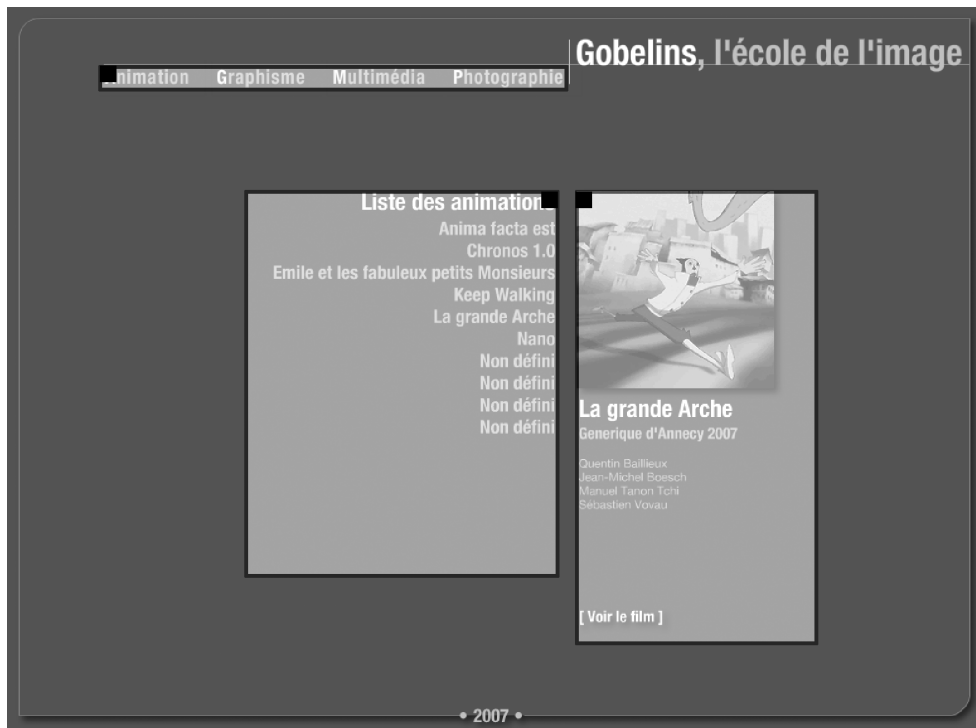 Gobelins, l'école de l'image
nimation Graphisme Multimédia Photographie
Liste des animation
Anima facta est
Chronos 1.0
Emile et les fabuleux petits Monsieurs
Keep Walking
La grande Arche
Nano
Non défini
Non défini
Non défini
Non défini
La grande Arche
Generique d'Annecy 2007
Quentin Baillieux
Jean-Michel Boesch
Manuel Tanon Tchi
Sébastien Vovau
[ Voir le film ]
• 2007 •